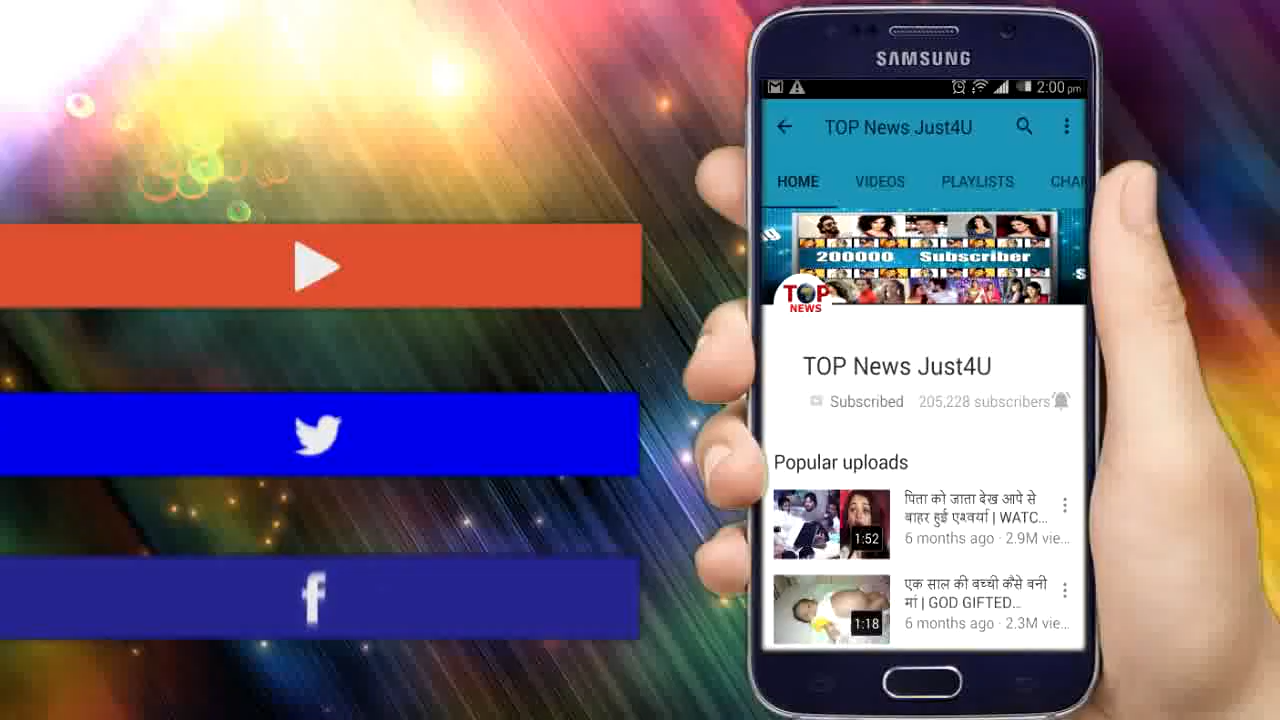 SAMSUNG
2:00 pm
TOP News Just4U
HOME VIDEOS PLAYLISTS CHA
200000 Subscriber
TOP
NEWS
TOP News Just4U
Subscribed 205,228 subscribers
Popular uploads
पिता को जाता देख आपे से
बाहर हुई एश्वर्या | WATC...
6 months ago · 2.9M vie...
1:52
एक साल की बच्ची कैसे बनी
मां | GOD GIFTED...
6 months ago · 2.3M vie...
1:18